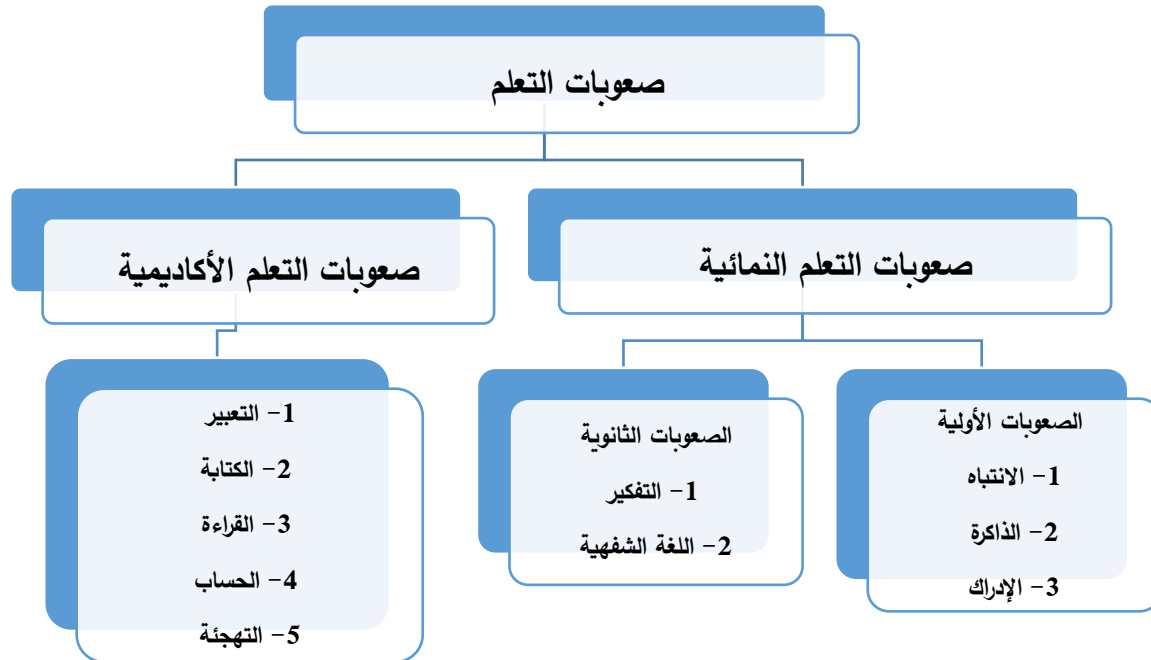 صعوبات التعلم
صعوبات التعلم النمائية
صعوبات التعلم الأكاديمية
الصعوبات الأولية
1- الانتباه
2- الذاكرة
3- الإدراك
الصعوبات الثانوية
1- التفكير
2- اللغة الشفهية
1- التعبير
2- الكتابة
3- القراءة
4- الحساب
5- التهجئة